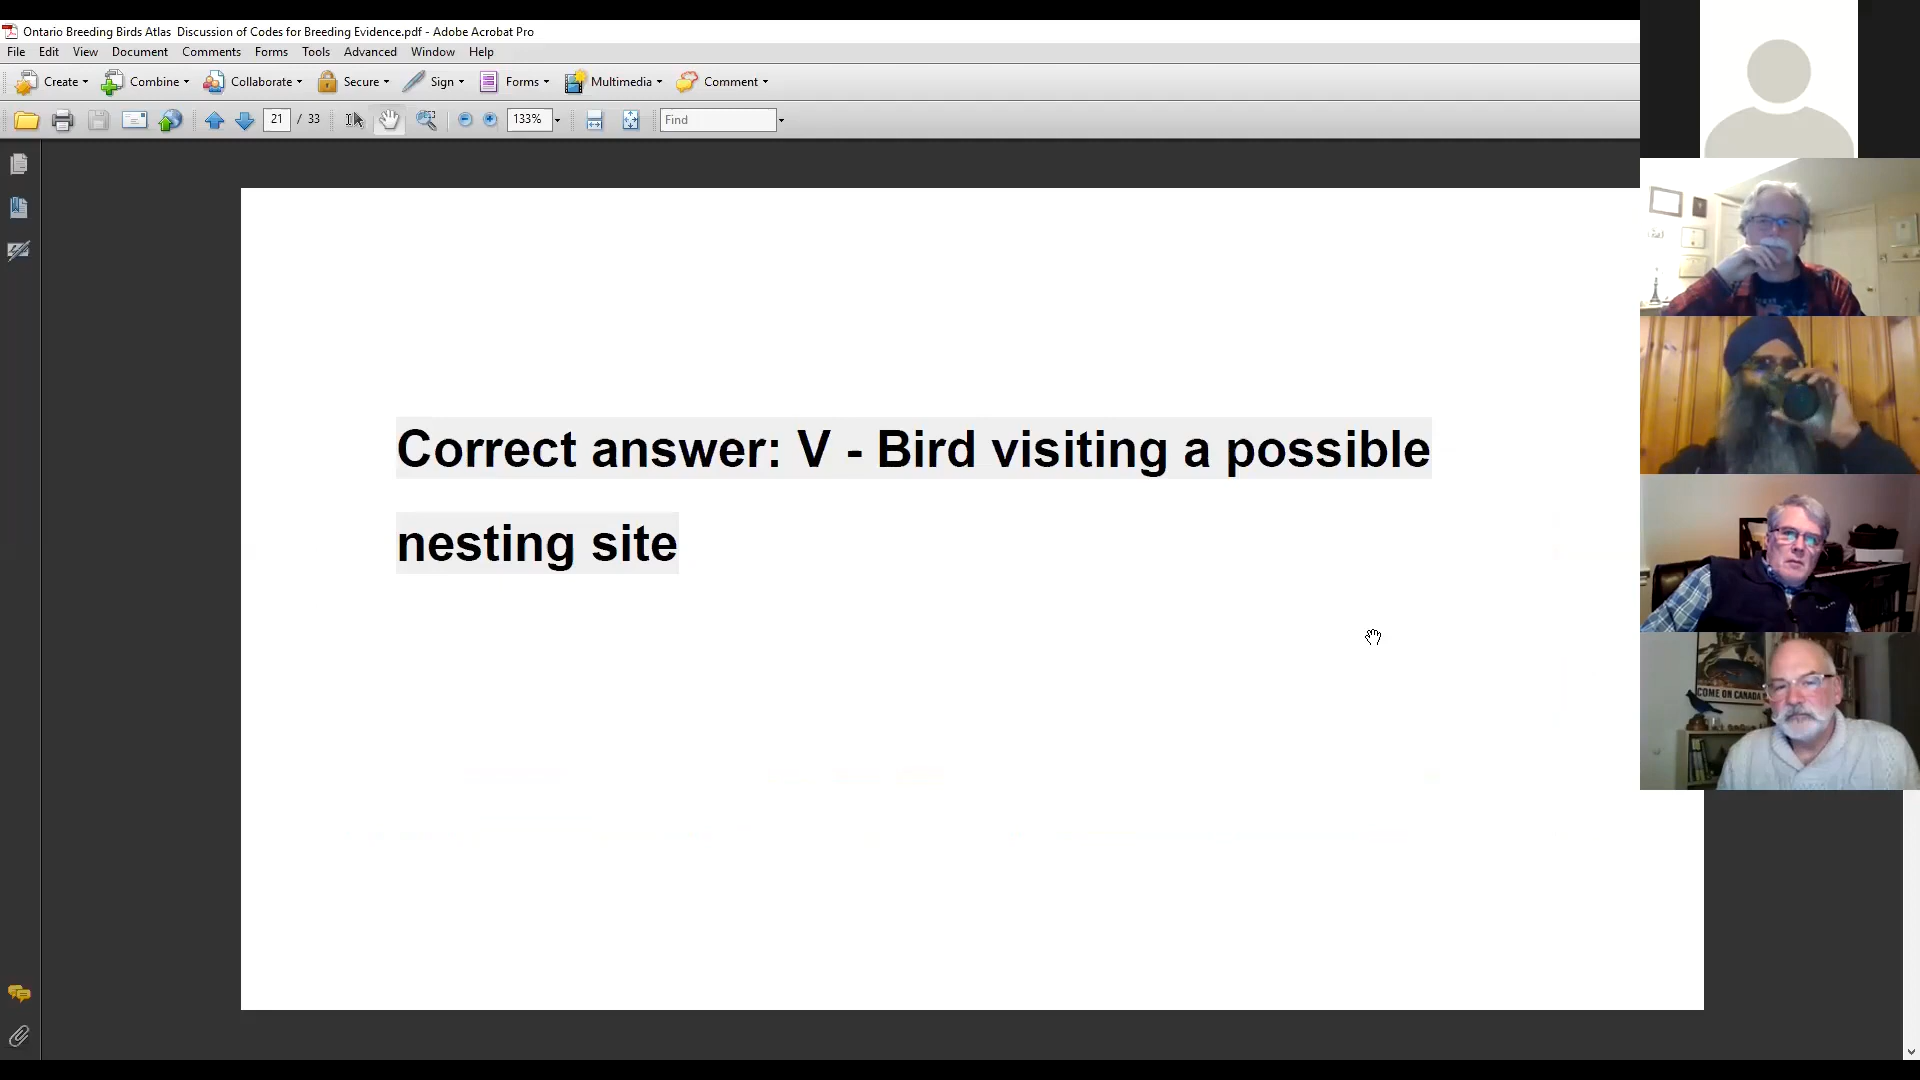 Ontario Breeding Birds Atlas  Discussion of Codes for Breeding Evidence.pdf - Adobe Acrobat Pro
File Edit View Document Comments Forms Tools Advanced Window Help
Create Combine Collaborate Secure Sign Forms Multimedia Comment
21 / 33 133% Find
Correct answer: V - Bird visiting a possible
nesting site
COME ON CANADA